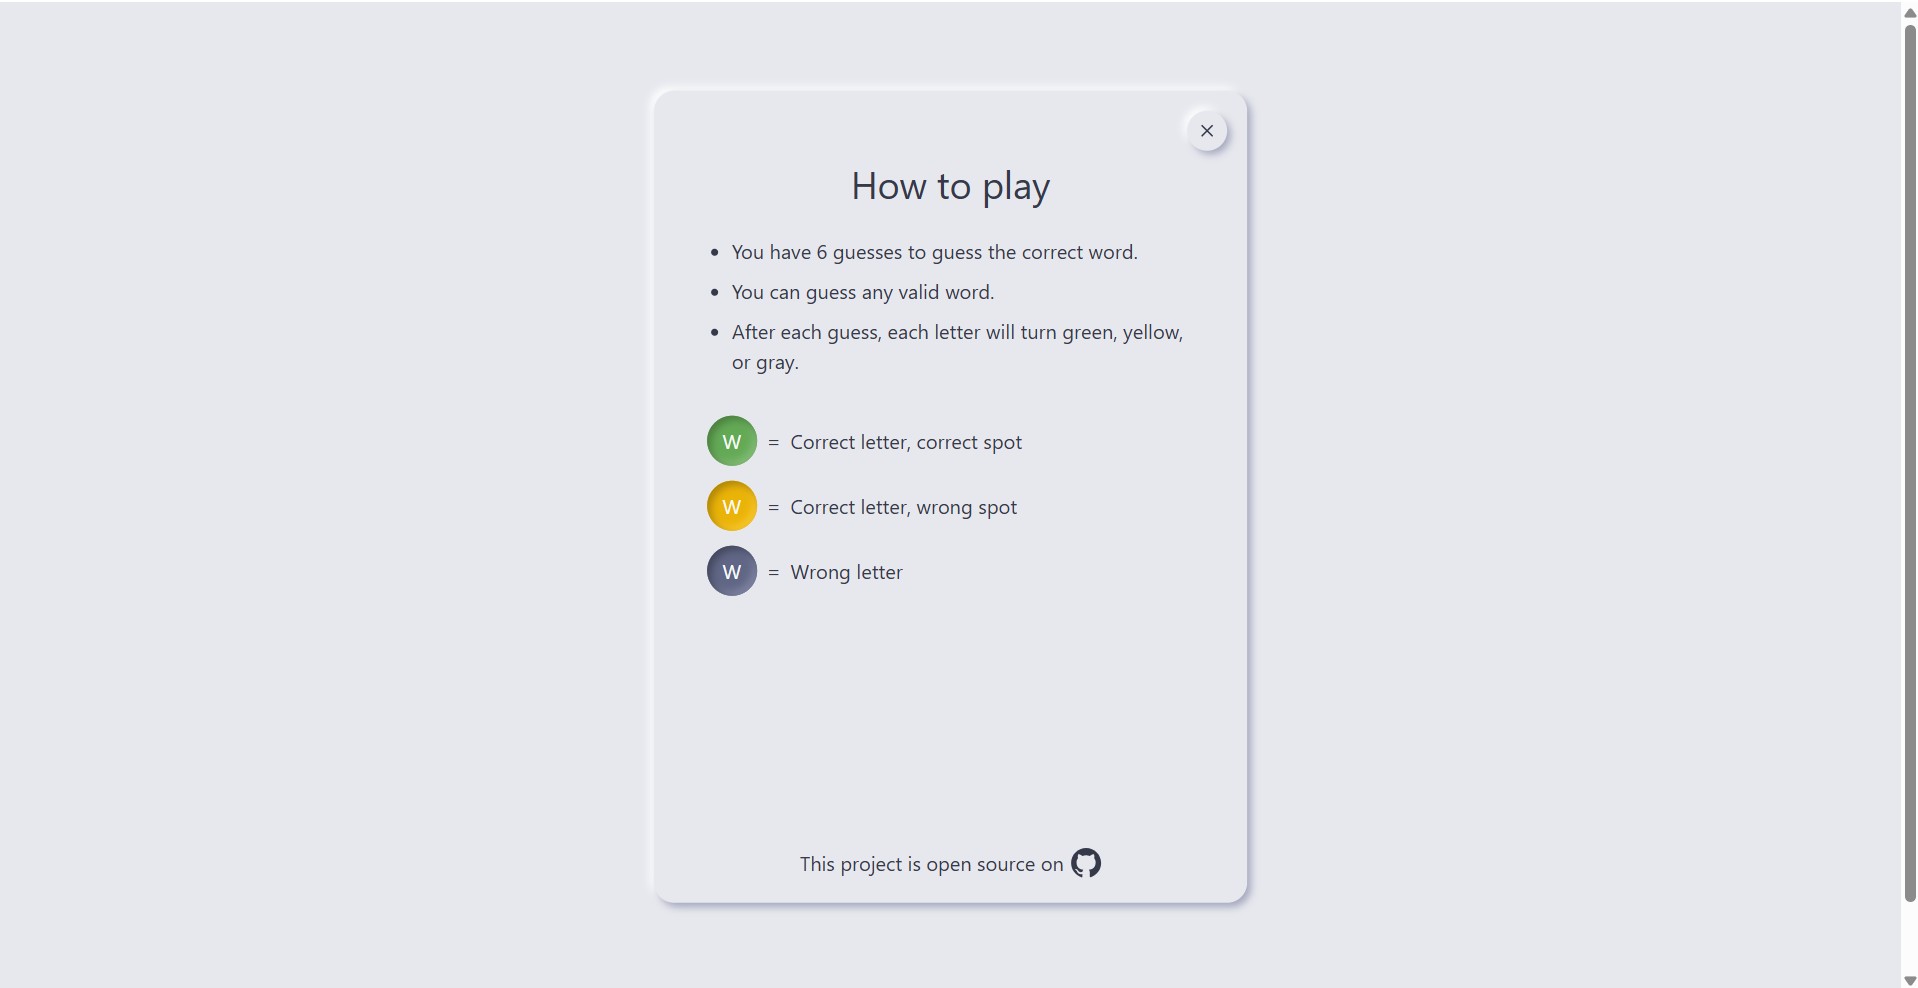 How to play
You have 6 guesses to guess the correct word.
You can guess any valid word.
After each guess, each letter will turn green, yellow,
or gray.
W = Correct letter, correct spot
W = Correct letter, wrong spot
W = Wrong letter
This project is open source on